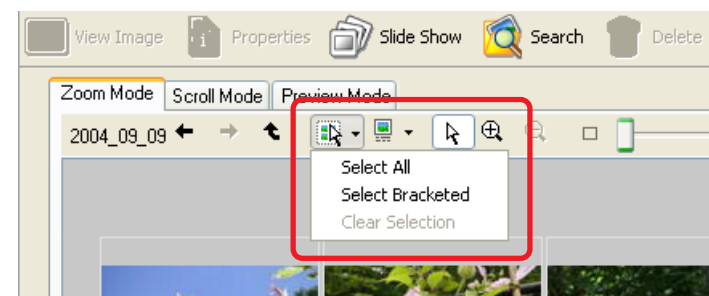 View Image Properties Slide Show Search Delete
Zoom Mode Scroll Mode Preview Mode
2004_09_09
Select All
Select Bracketed
Clear Selection